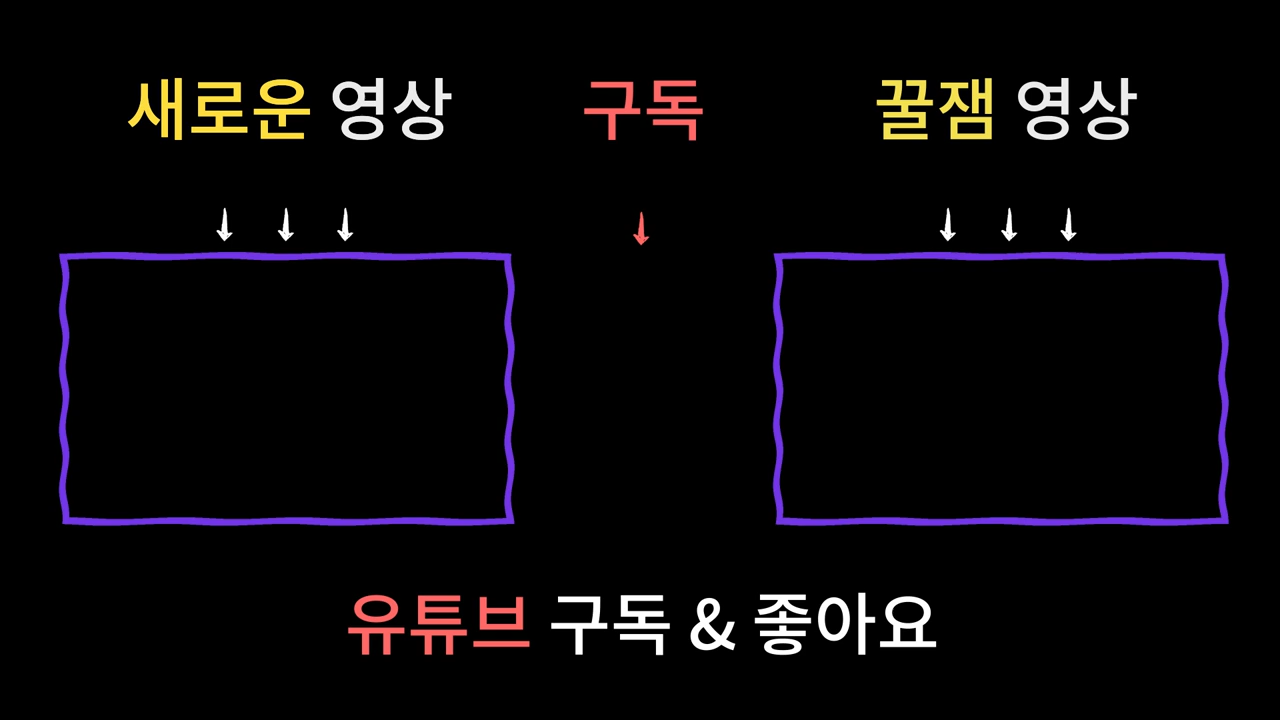 새로운 영상
구독
꿀잼 영상
유튜브 구독 & 좋아요